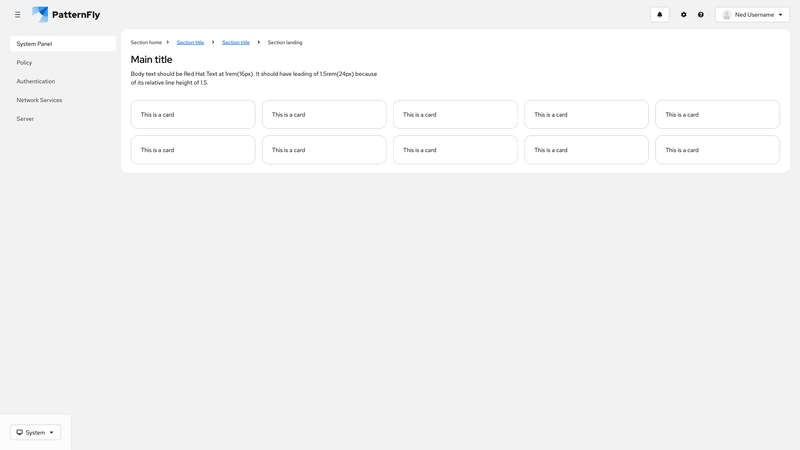 PatternFly
Ned Username
System Panel
Policy
Authentication
Network Services
Server
Section home Section title Section title Section landing
Main title
Body text should be Red Hat Text at 1rem(16px). It should have leading of 1.5rem(24px) because
of its relative line height of 1.5.
This is a card This is a card This is a card This is a card This is a card
This is a card This is a card This is a card This is a card This is a card
System